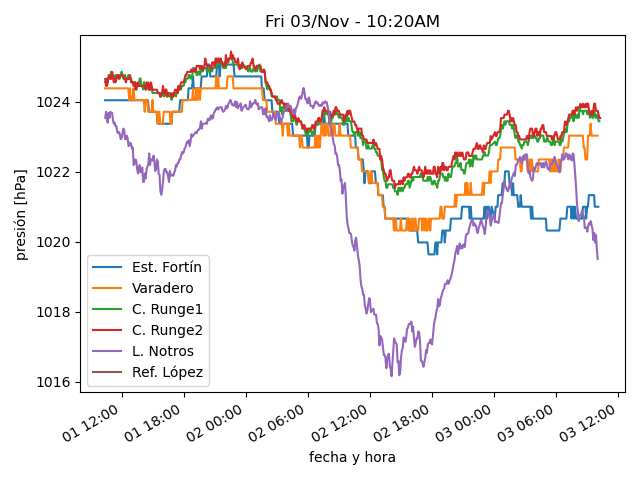 Fri 03/Nov - 10:20AM
presión [hPa]
1024
1022
1020
1018
1016
Est. Fortín
Varadero
C. Runge1
C. Runge2
L. Notros
Ref. López
01 12:00
01 18:00
02 00:00
02 06:00
02 12:00
02 18:00
03 00:00
03 06:00
03 12:00
fecha y hora